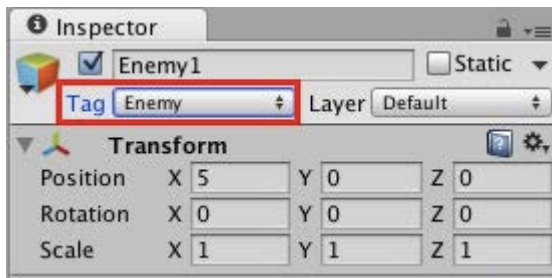 Inspector
Enemy1 Static
Tag Enemy Layer Default
Transform
Position X 5 Y 0 Z 0
Rotation X 0 Y 0 Z 0
Scale X 1 Y 1 Z 1